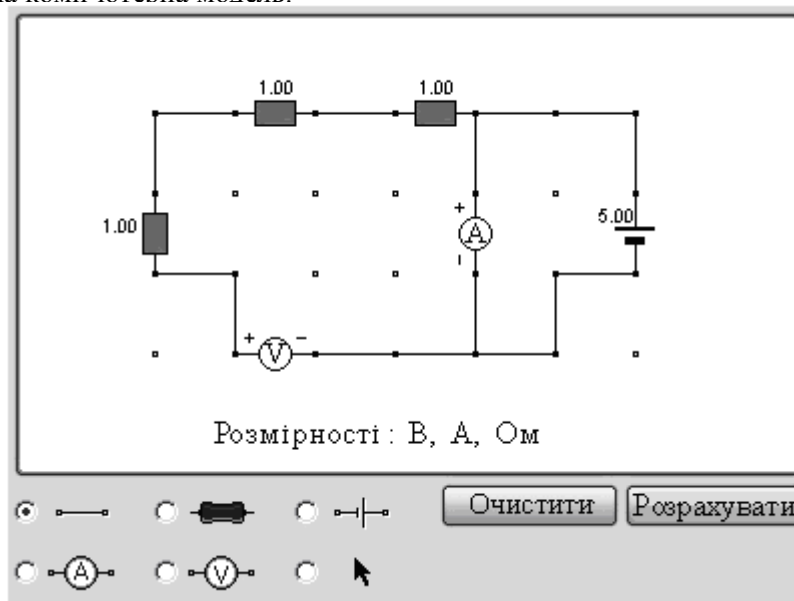 1.00 1.00
1.00
+
A
−
5.00
+ V −
Розмірності : В, А, Ом
Очистити Розрахувати
A V